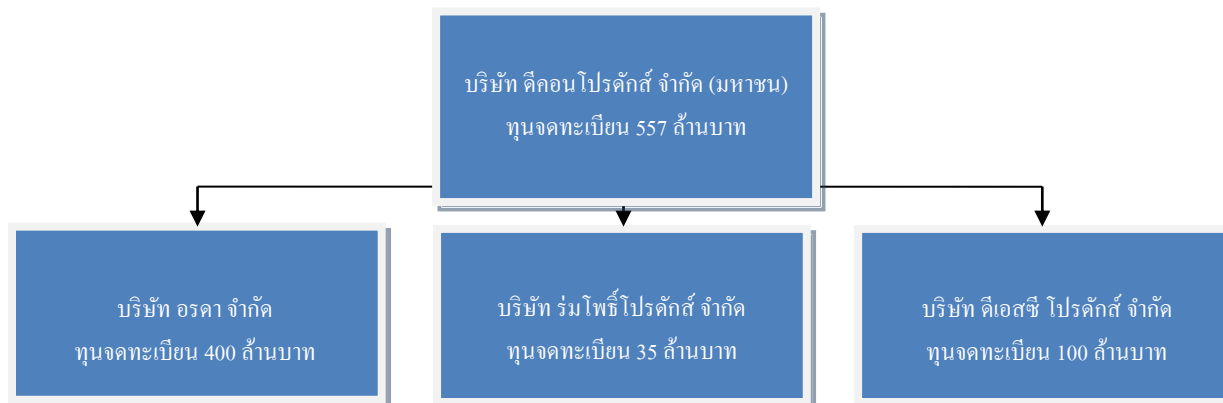 บริษัท ดีคอนโปรดักส์ จำกัด (มหาชน)
ทุนจดทะเบียน 557 ล้านบาท
บริษัท อรดา จำกัด
ทุนจดทะเบียน 400 ล้านบาท
บริษัท ร่มโพธิ์โปรดักส์ จำกัด
ทุนจดทะเบียน 35 ล้านบาท
บริษัท ดีเอสซี โปรดักส์ จำกัด
ทุนจดทะเบียน 100 ล้านบาท